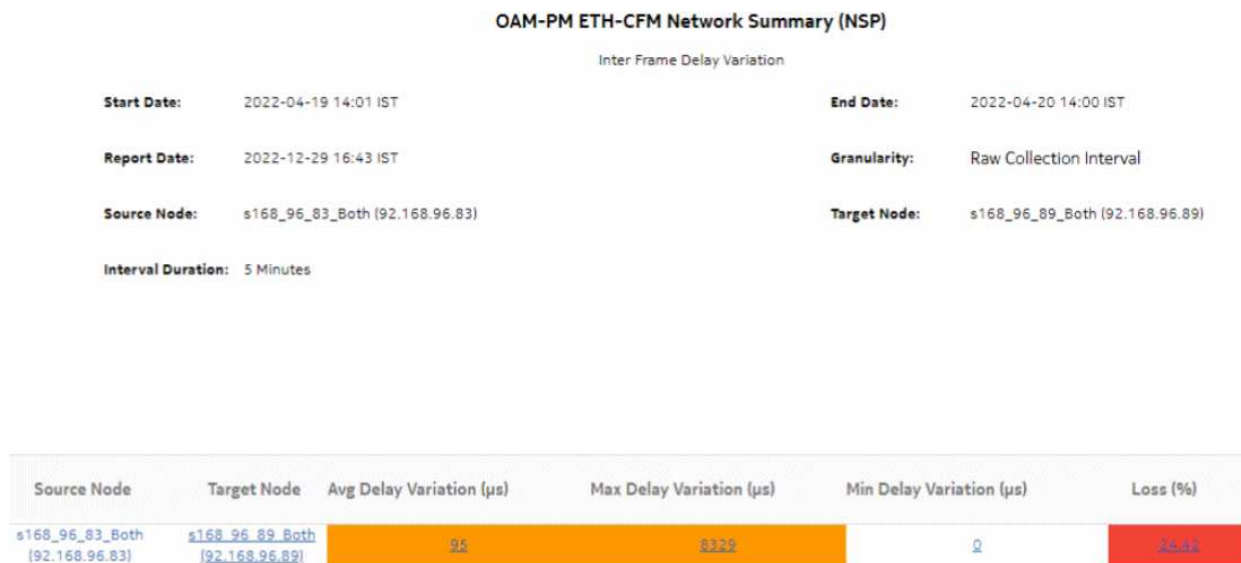 OAM-PM ETH-CFM Network Summary (NSP)
Inter Frame Delay Variation
Start Date: 2022-04-19 14:01 IST End Date: 2022-04-20 14:00 IST
Report Date: 2022-12-29 16:43 IST Granularity: Raw Collection Interval
Source Node: s168_96_83_Both (92.168.96.83) Target Node: s168_96_89_Both (92.168.96.89)
Interval Duration: 5 Minutes
Source Node Target Node Avg Delay Variation (µs) Max Delay Variation (µs) Min Delay Variation (µs) Loss (%)
s168_96_83_Both s168_96_89_Both
95 8329 0 24.42
(92.168.96.83) (92.168.96.89)